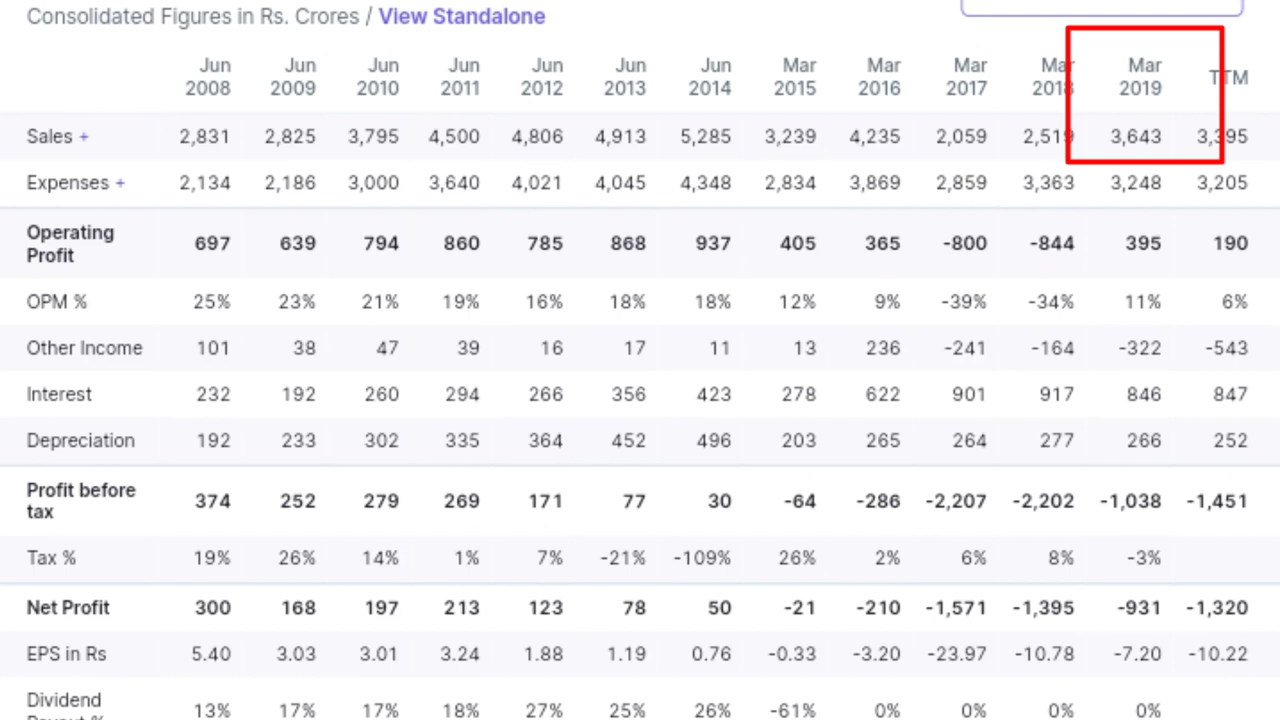 Consolidated Figures in Rs. Crores / View Standalone
Jun 2008 Jun 2009 Jun 2010 Jun 2011 Jun 2012 Jun 2013 Jun 2014 Mar 2015 Mar 2016 Mar 2017 Mar 2018 Mar 2019 TTM
Sales + 2,831 2,825 3,795 4,500 4,806 4,913 5,285 3,239 4,235 2,059 2,519 3,643 3,395
Expenses + 2,134 2,186 3,000 3,640 4,021 4,045 4,348 2,834 3,869 2,859 3,363 3,248 3,205
Operating Profit 697 639 794 860 785 868 937 405 365 -800 -844 395 190
OPM % 25% 23% 21% 19% 16% 18% 18% 12% 9% -39% -34% 11% 6%
Other Income 101 38 47 39 16 17 11 13 236 -241 -164 -322 -543
Interest 232 192 260 294 266 356 423 278 622 901 917 846 847
Depreciation 192 233 302 335 364 452 496 203 265 264 277 266 252
Profit before tax 374 252 279 269 171 77 30 -64 -286 -2,207 -2,202 -1,038 -1,451
Tax % 19% 26% 14% 1% 7% -21% -109% 26% 2% 6% 8% -3%
Net Profit 300 168 197 213 123 78 50 -21 -210 -1,571 -1,395 -931 -1,320
EPS in Rs 5.40 3.03 3.01 3.24 1.88 1.19 0.76 -0.33 -3.20 -23.97 -10.78 -7.20 -10.22
Dividend 13% 17% 17% 18% 27% 25% 26% -61% 0% 0% 0% 0%